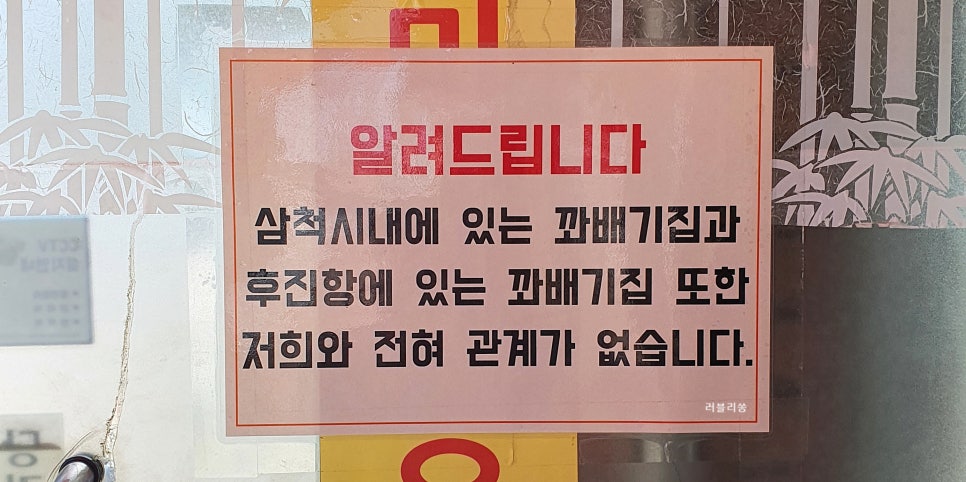 알려드립니다
삼척시내에 있는 꽈배기집과
후진항에 있는 꽈배기집 또한
저희와 전혀 관계가 없습니다.
러블리쏭